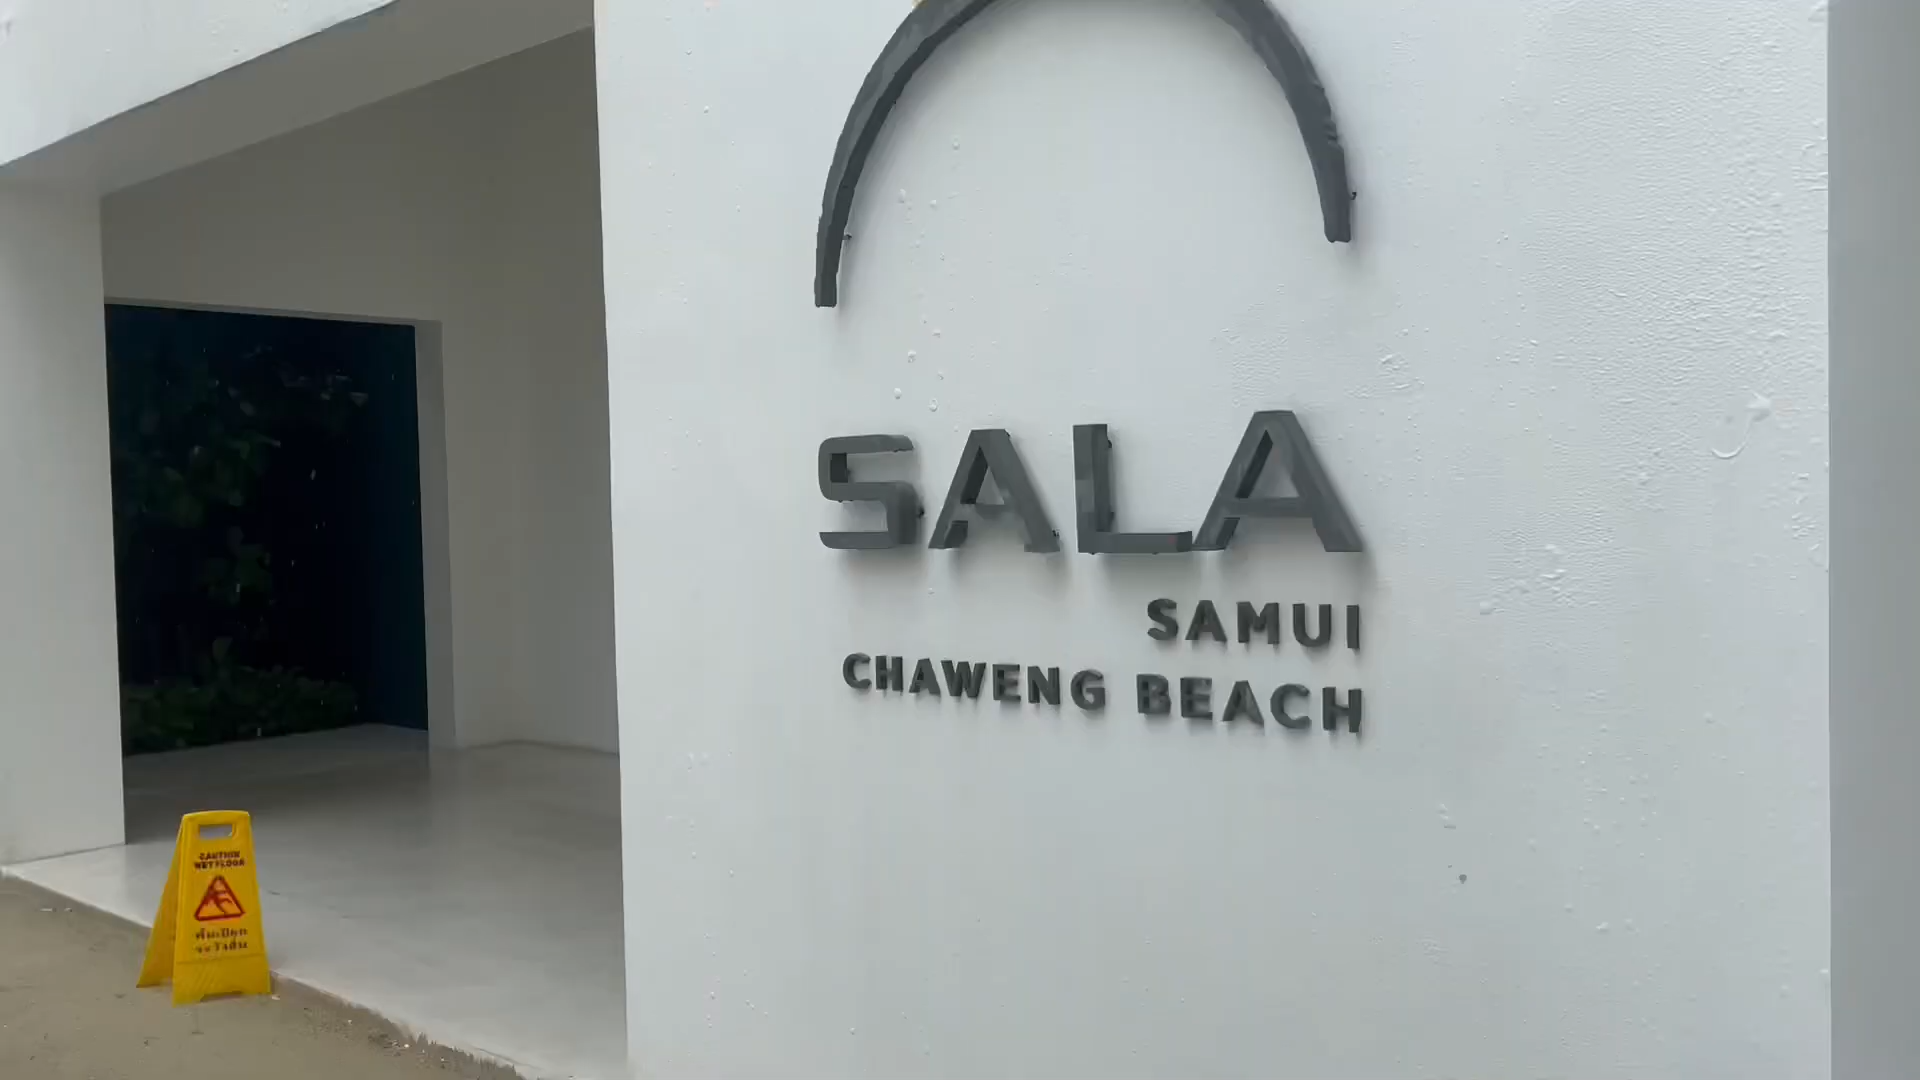 SALA
SAMUI
CHAWENG BEACH
CAUTION
WET FLOOR